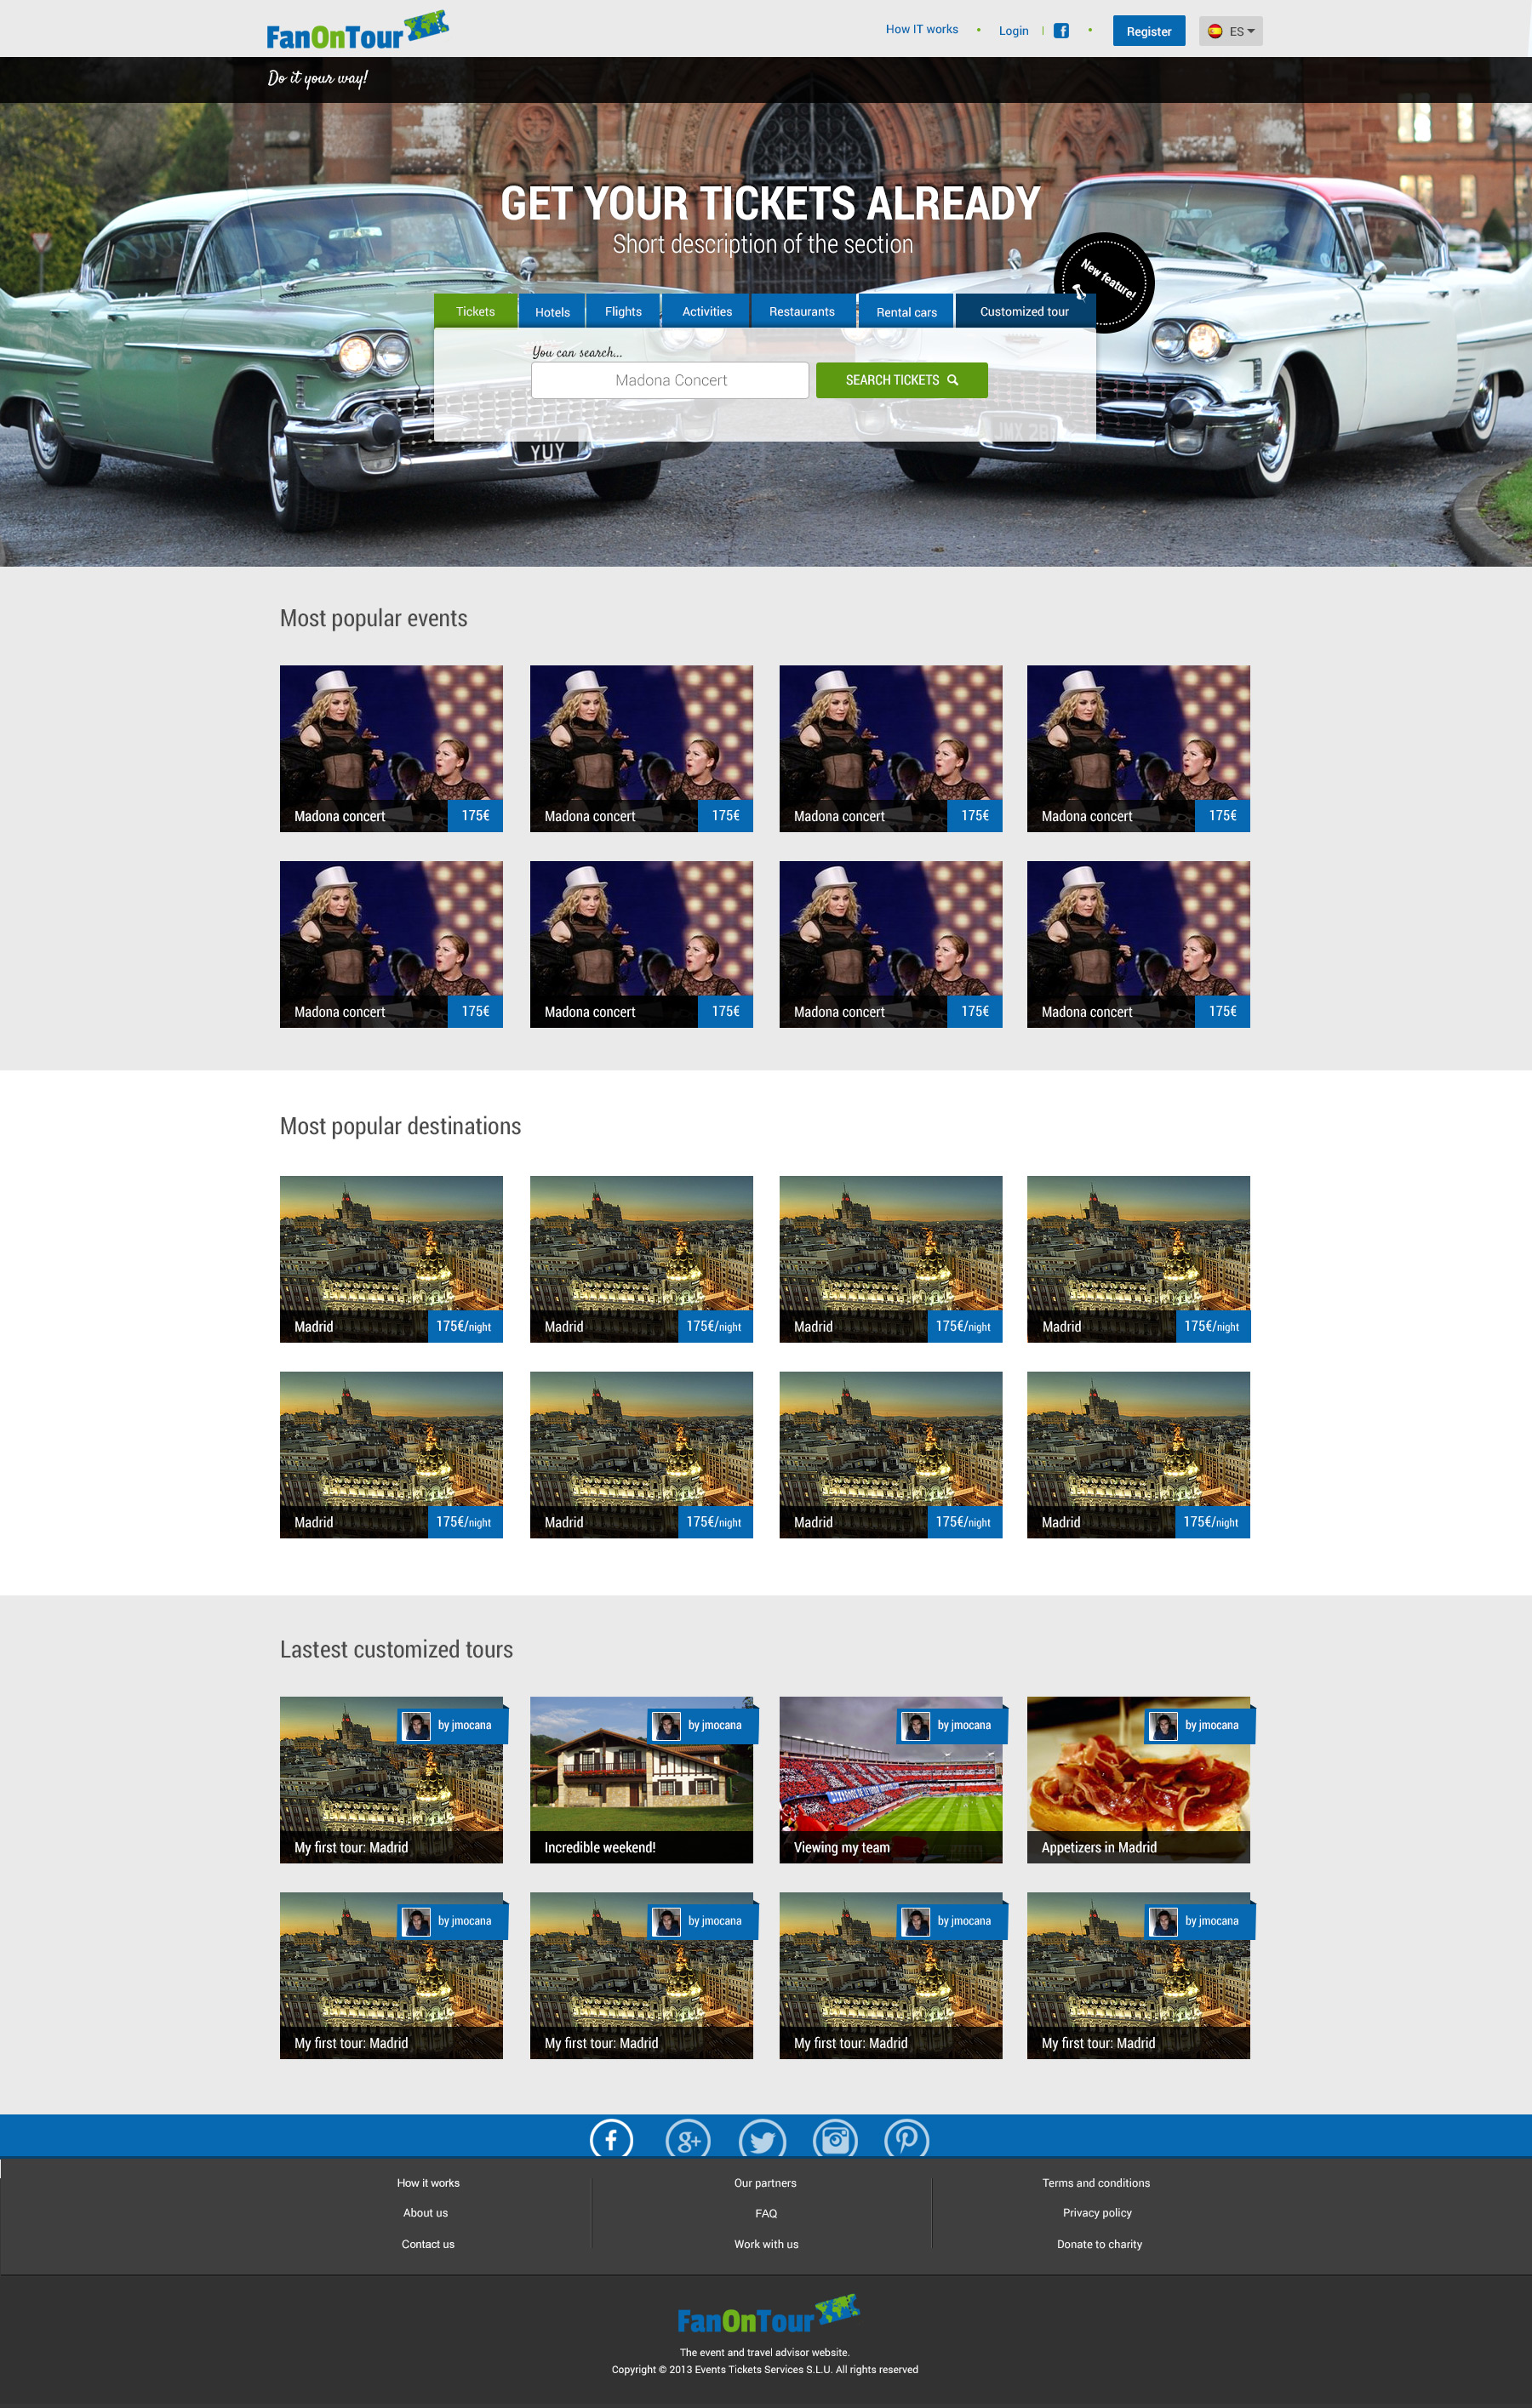 FanOnTour
How IT works
Login
Register
ES
Do it your way!
GET YOUR TICKETS ALREADY
Short description of the section
New feature!
Tickets
Hotels
Flights
Activities
Restaurants
Rental cars
Customized tour
You can search...
Madona Concert
SEARCH TICKETS
YUY
Most popular events
Madona concert 175€
Madona concert 175€
Madona concert 175€
Madona concert 175€
Madona concert 175€
Madona concert 175€
Madona concert 175€
Madona concert 175€
Most popular destinations
Madrid 175€/night
Madrid 175€/night
Madrid 175€/night
Madrid 175€/night
Madrid 175€/night
Madrid 175€/night
Madrid 175€/night
Madrid 175€/night
Lastest customized tours
by jmocana
by jmocana
by jmocana
by jmocana
My first tour: Madrid
Incredible weekend!
Viewing my team
Appetizers in Madrid
by jmocana
by jmocana
by jmocana
by jmocana
My first tour: Madrid
My first tour: Madrid
My first tour: Madrid
My first tour: Madrid
How it works
Our partners
Terms and conditions
About us
FAQ
Privacy policy
Contact us
Work with us
Donate to charity
FanOnTour
The event and travel advisor website.
Copyright © 2013 Events Tickets Services S.L.U. All rights reserved